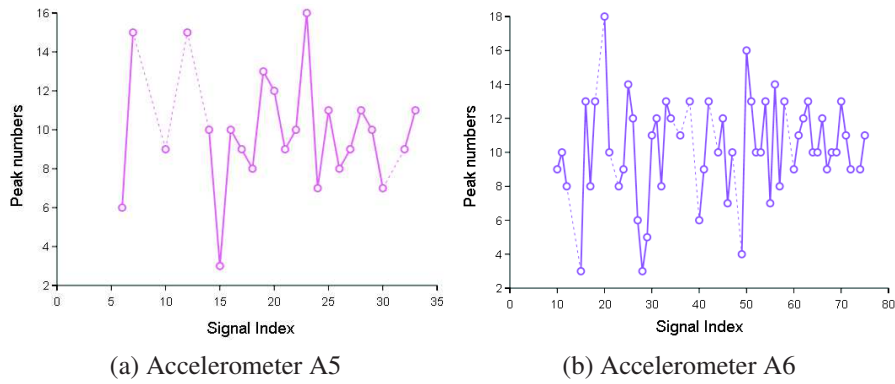 16
14
12
10
8
6
4
2
Peak numbers
0 5 10 15 20 25 30 35
Signal Index
(a) Accelerometer A5
18
16
14
12
10
8
6
4
2
Peak numbers
0 10 20 30 40 50 60 70 80
Signal Index
(b) Accelerometer A6